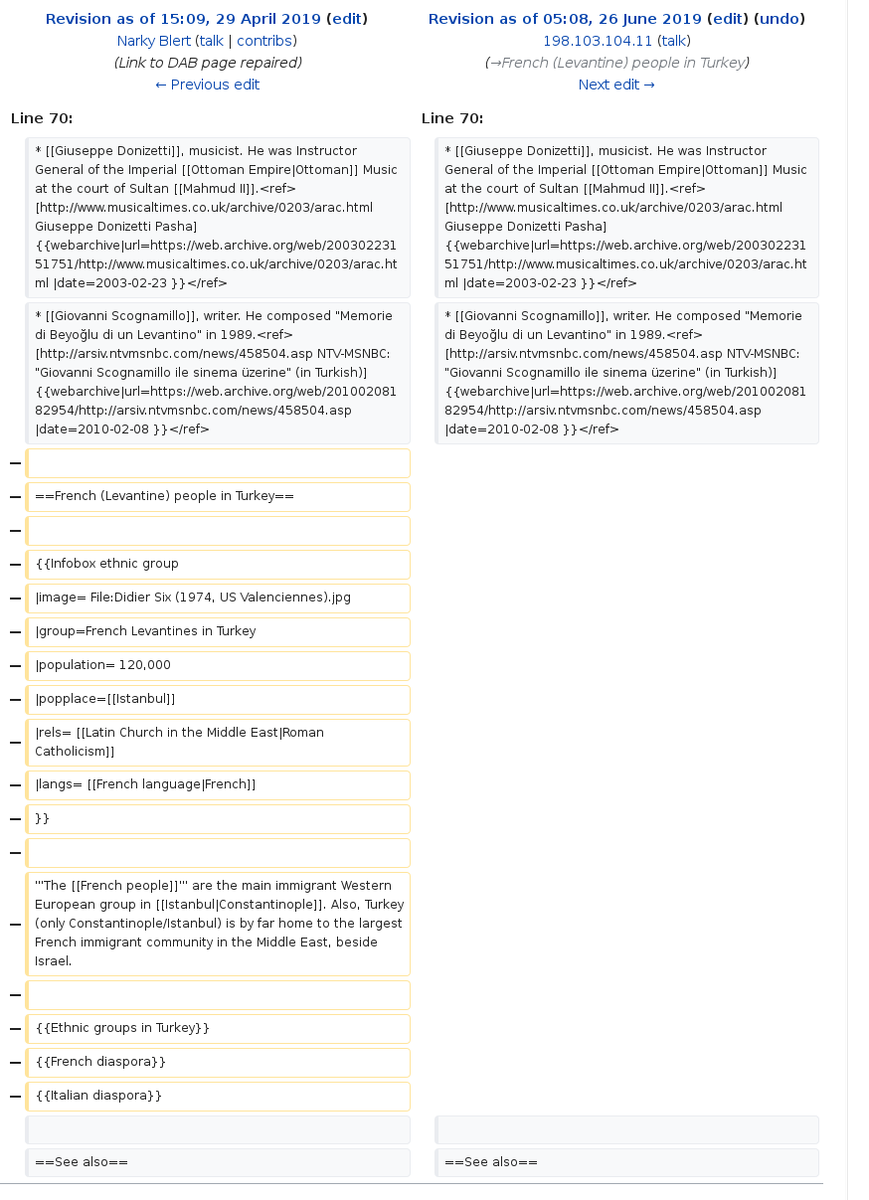 Revision as of 15:09, 29 April 2019 (edit)
Narky Blert (talk | contribs)
(Link to DAB page repaired)
← Previous edit
Revision as of 05:08, 26 June 2019 (edit) (undo)
198.103.104.11 (talk)
(→French (Levantine) people in Turkey)
Next edit →
Line 70:
* [[Giuseppe Donizetti]], musicist. He was Instructor
General of the Imperial [[Ottoman Empire|Ottoman]] Music
at the court of Sultan [[Mahmud II]].<ref>
[http://www.musicaltimes.co.uk/archive/0203/arac.html
Giuseppe Donizetti Pasha]
{{webarchive|url=https://web.archive.org/web/200302231
51751/http://www.musicaltimes.co.uk/archive/0203/arac.ht
ml |date=2003-02-23 }}</ref>
* [[Giovanni Scognamillo]], writer. He composed "Memorie
di Beyoğlu di un Levantino" in 1989.<ref>
[http://arsiv.ntvmsnbc.com/news/458504.asp NTV-MSNBC:
"Giovanni Scognamillo ile sinema üzerine" (in Turkish)]
{{webarchive|url=https://web.archive.org/web/201002081
82954/http://arsiv.ntvmsnbc.com/news/458504.asp
|date=2010-02-08 }}</ref>
Line 70:
* [[Giuseppe Donizetti]], musicist. He was Instructor
General of the Imperial [[Ottoman Empire|Ottoman]] Music
at the court of Sultan [[Mahmud II]].<ref>
[http://www.musicaltimes.co.uk/archive/0203/arac.html
Giuseppe Donizetti Pasha]
{{webarchive|url=https://web.archive.org/web/200302231
51751/http://www.musicaltimes.co.uk/archive/0203/arac.ht
ml |date=2003-02-23 }}</ref>
* [[Giovanni Scognamillo]], writer. He composed "Memorie
di Beyoğlu di un Levantino" in 1989.<ref>
[http://arsiv.ntvmsnbc.com/news/458504.asp NTV-MSNBC:
"Giovanni Scognamillo ile sinema üzerine" (in Turkish)]
{{webarchive|url=https://web.archive.org/web/201002081
82954/http://arsiv.ntvmsnbc.com/news/458504.asp
|date=2010-02-08 }}</ref>
−
− ==French (Levantine) people in Turkey==
−
− {{Infobox ethnic group
− |image= File:Didier Six (1974, US Valenciennes).jpg
− |group=French Levantines in Turkey
− |population= 120,000
− |popplace=[[Istanbul]]
− |rels= [[Latin Church in the Middle East|Roman
Catholicism]]
− |langs= [[French language|French]]
− }}
−
− '''The [[French people]]''' are the main immigrant Western
European group in [[Istanbul|Constantinople]]. Also, Turkey
(only Constantinople/Istanbul) is by far home to the largest
French immigrant community in the Middle East, beside
Israel.
−
− {{Ethnic groups in Turkey}}
− {{French diaspora}}
− {{Italian diaspora}}
==See also==
==See also==